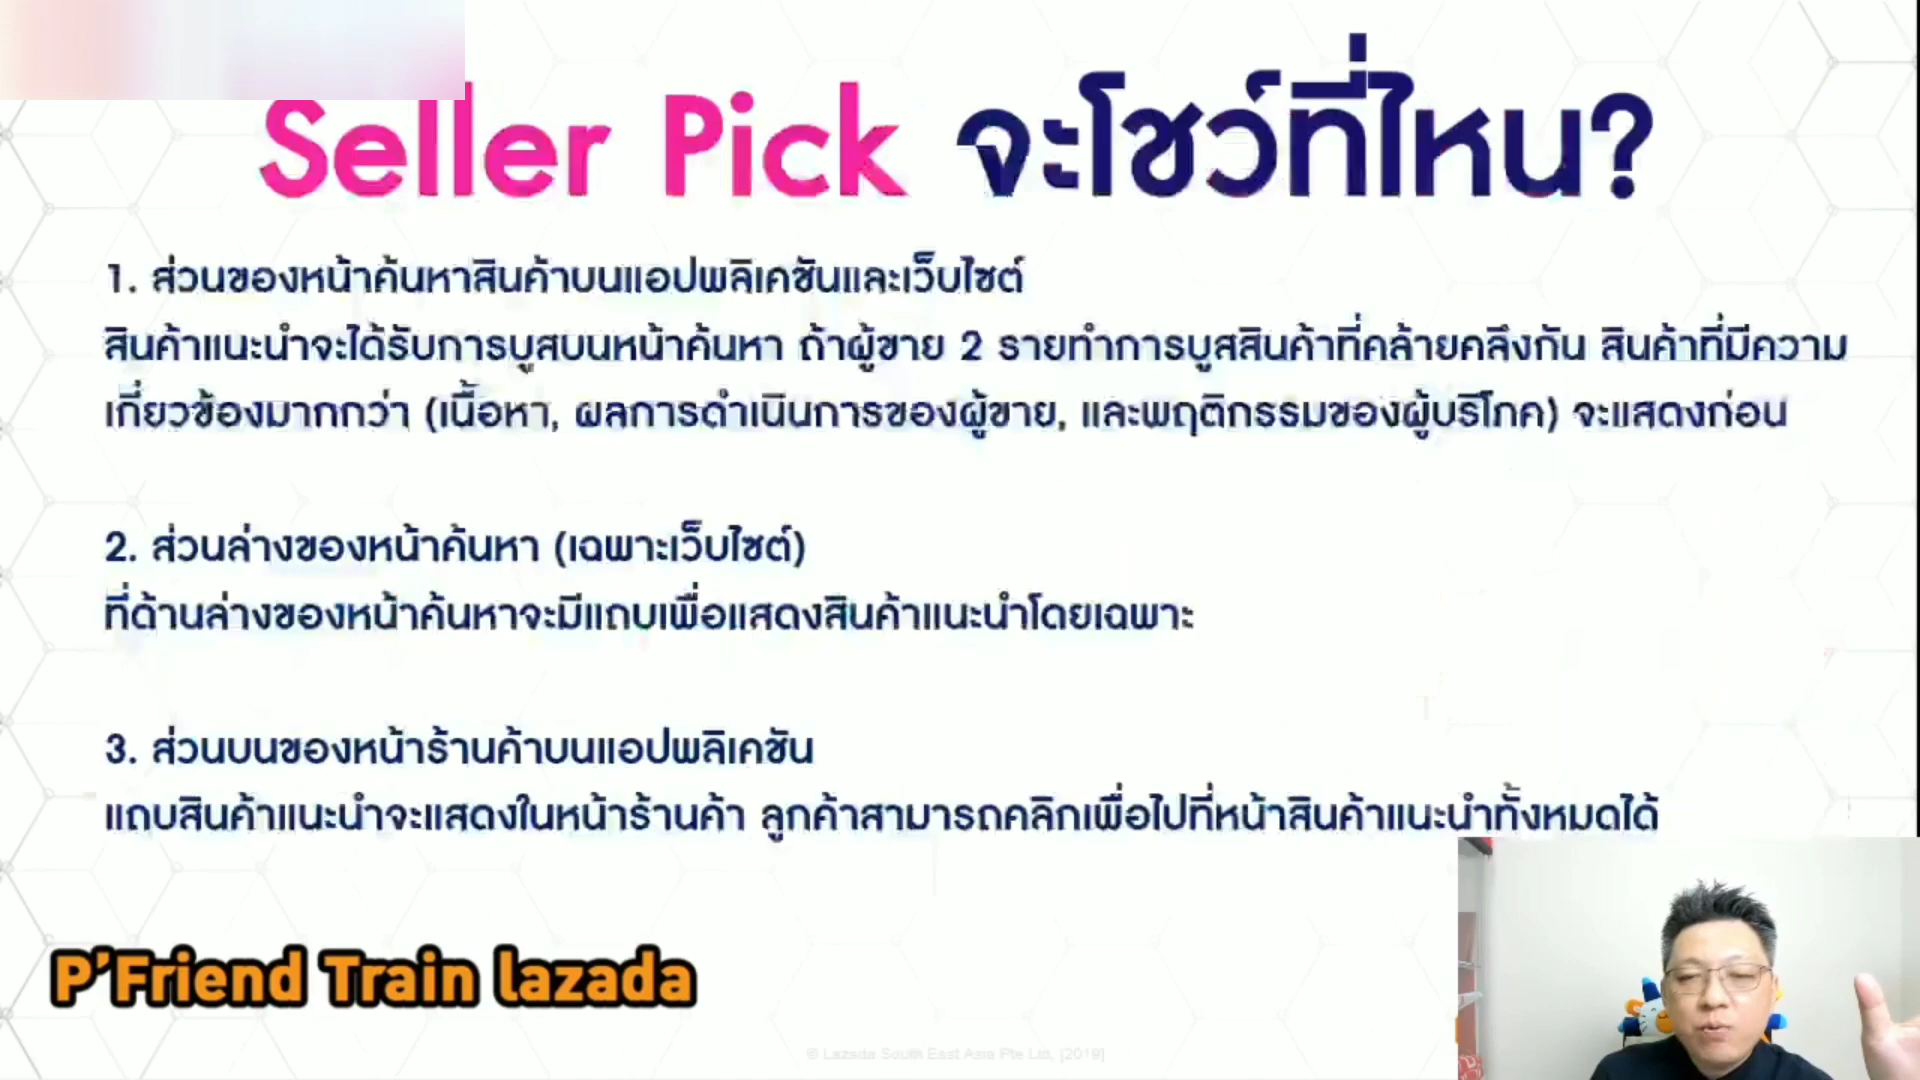 Seller Pick จะโชว์ที่ไหน?
1. ส่วนของหน้าค้นหาสินค้าบนแอปพลิเคชันและเว็บไซต์
สินค้าแนะนำจะได้รับการบูสบนหน้าค้นหา ถ้าผู้ขาย 2 รายทำการบูสสินค้าที่คล้ายคลึงกัน สินค้าที่มีความ
เกี่ยวข้องมากกว่า (เนื้อหา, ผลการดำเนินการของผู้ขาย, และพฤติกรรมของผู้บริโภค) จะแสดงก่อน
2. ส่วนล่างของหน้าค้นหา (เฉพาะเว็บไซต์)
ที่ด้านล่างของหน้าค้นหาจะมีแถบเพื่อแสดงสินค้าแนะนำโดยเฉพาะ
3. ส่วนบนของหน้าร้านค้าบนแอปพลิเคชัน
แถบสินค้าแนะนำจะแสดงในหน้าร้านค้า ลูกค้าสามารถคลิกเพื่อไปที่หน้าสินค้าแนะนำทั้งหมดได้
P'Friend Train lazada
© Lazada South East Asia Pte Ltd, [2019]